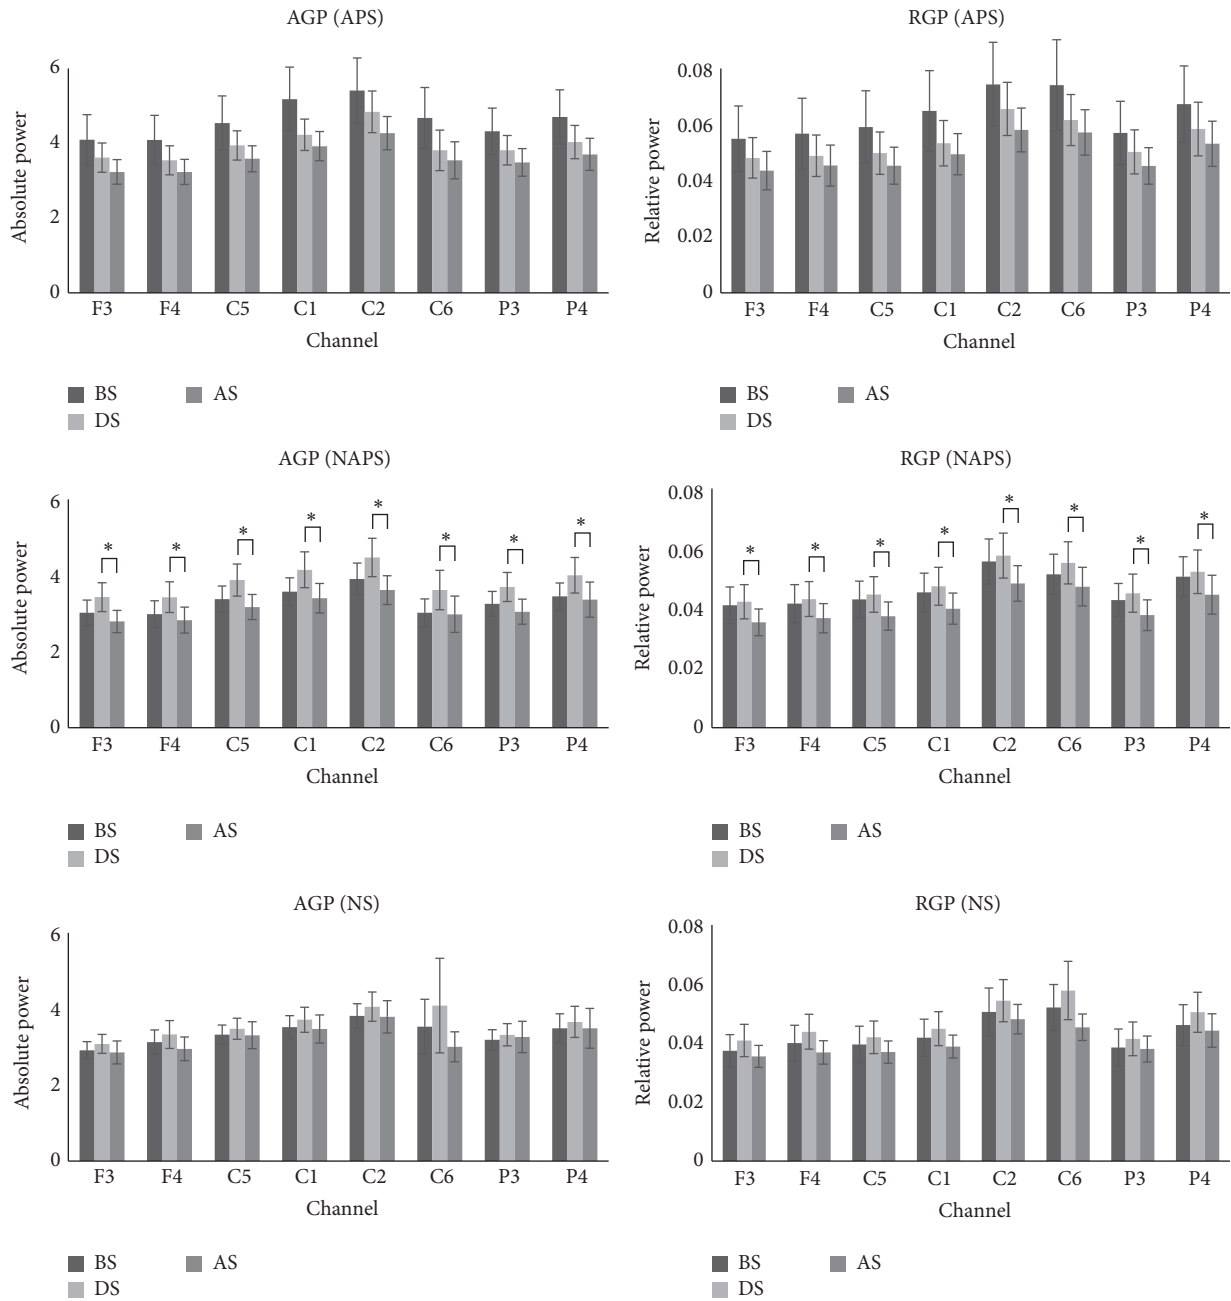 AGP (APS)
6
4
2
0
Absolute power
F3 F4 C5 C1 C2 C6 P3 P4
Channel
BS AS
DS
RGP (APS)
0.08
0.06
0.04
0.02
0
Relative power
F3 F4 C5 C1 C2 C6 P3 P4
Channel
BS AS
DS
AGP (NAPS)
6
4
2
0
Absolute power
* * * * * * * *
F3 F4 C5 C1 C2 C6 P3 P4
Channel
BS AS
DS
RGP (NAPS)
0.08
0.06
0.04
0.02
0
Relative power
* * * * * * * *
F3 F4 C5 C1 C2 C6 P3 P4
Channel
BS AS
DS
AGP (NS)
6
4
2
0
Absolute power
F3 F4 C5 C1 C2 C6 P3 P4
Channel
BS AS
DS
RGP (NS)
0.08
0.06
0.04
0.02
0
Relative power
F3 F4 C5 C1 C2 C6 P3 P4
Channel
BS AS
DS